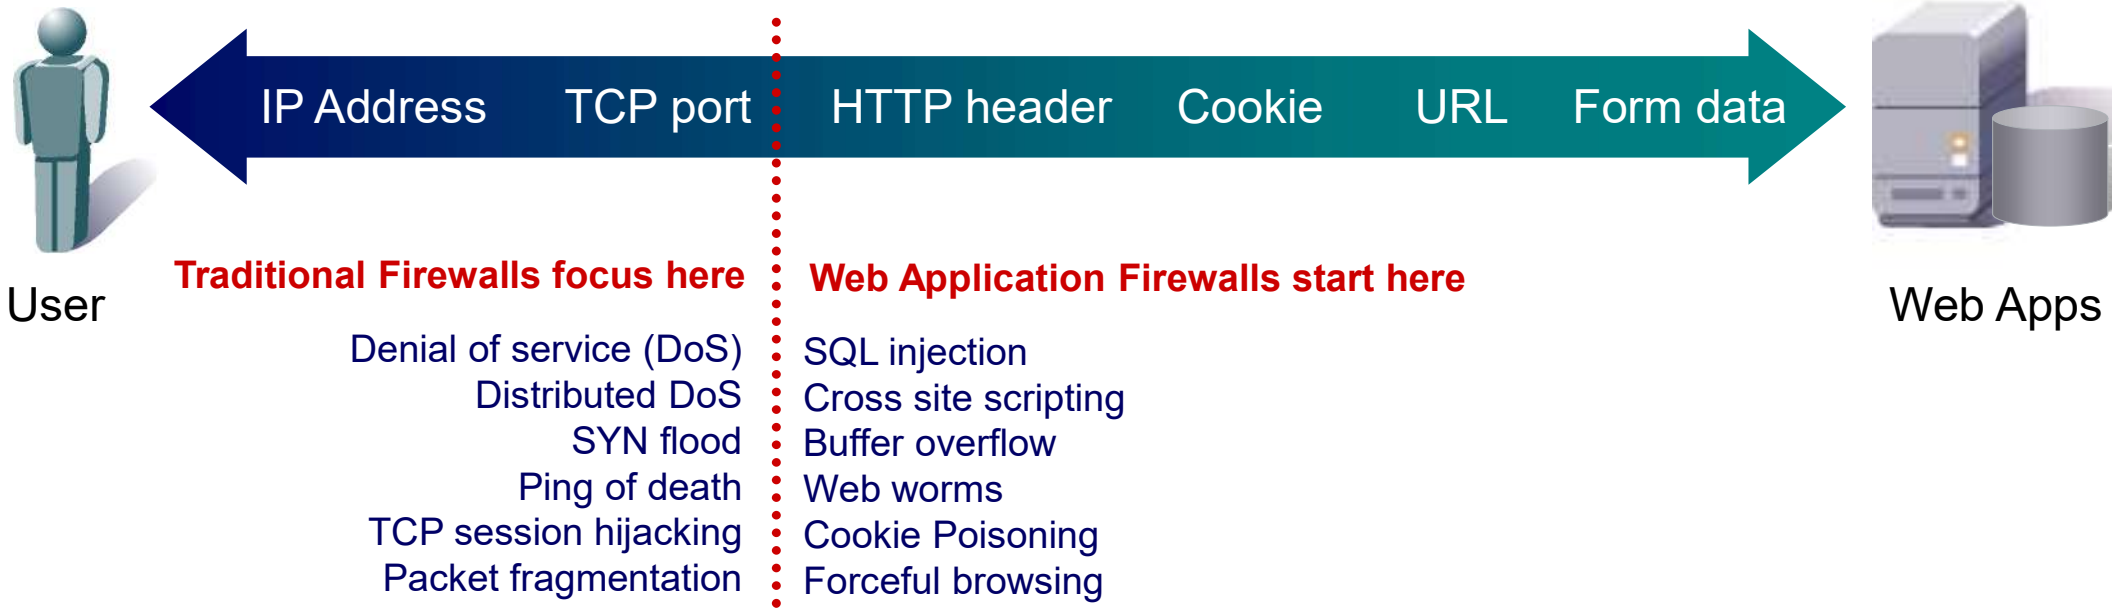 IP Address TCP port HTTP header Cookie URL Form data
User
Traditional Firewalls focus here
Denial of service (DoS)
Distributed DoS
SYN flood
Ping of death
TCP session hijacking
Packet fragmentation
Web Application Firewalls start here
SQL injection
Cross site scripting
Buffer overflow
Web worms
Cookie Poisoning
Forceful browsing
Web Apps